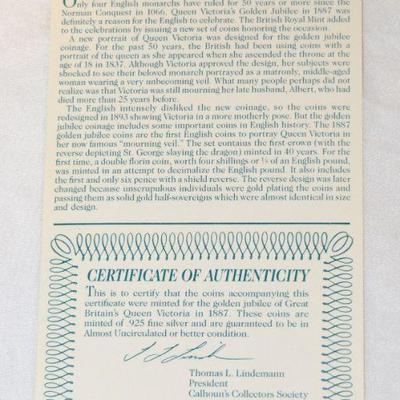 Only four English monarchs have ruled for 50 years or more since the
Norman Conquest in 1066. Queen Victoria's Golden Jubilee in 1887 was
definitely a reason for the English to celebrate. The British Royal Mint added
to the celebrations by issuing a new set of coins honoring the occasion.
A new portrait of Queen Victoria was designed for the golden jubilee
coinage. For the past 50 years, the British had been using coins with a
portrait of the queen as she appeared when she ascended the throne at the
age of 18 in 1837. Although Victoria approved the design, her subjects were
shocked to see their beloved monarch portrayed as a matronly, middle-aged
woman wearing a very unbecoming veil. What many people perhaps did not
realize was that Victoria was still mourning her late husband, Albert, who had
died more than 25 years before.
The English intensely disliked the new coinage, so the coins were
redesigned in 1893 showing Victoria in a more motherly pose. But the golden
jubilee coinage includes some important coins in English history. The 1887
golden jubilee coins are the first English coins to portray Queen Victoria in
her now famous "mourning veil." The set contains the first crown (with the
reverse depicting St. George slaying the dragon) minted in 40 years. For the
first time, a double florin coin, worth four shillings or ⅕ of an English pound,
was minted in an attempt to decimalize the English pound. It also includes
the first and only six pence with a shield reverse. The reverse design was later
changed because unscrupulous individuals were gold plating the coins and
passing them as solid gold half-sovereigns which were almost identical in size
and design.
CERTIFICATE OF AUTHENTICITY
This is to certify that the coins accompanying this
certificate were minted for the golden jubilee of Great
Britain's Queen Victoria in 1887. These coins are
minted of .925 fine silver and are guaranteed to be in
Almost Uncirculated or better condition.
Thomas L. Lindemann
President
Calhoun's Collectors Society